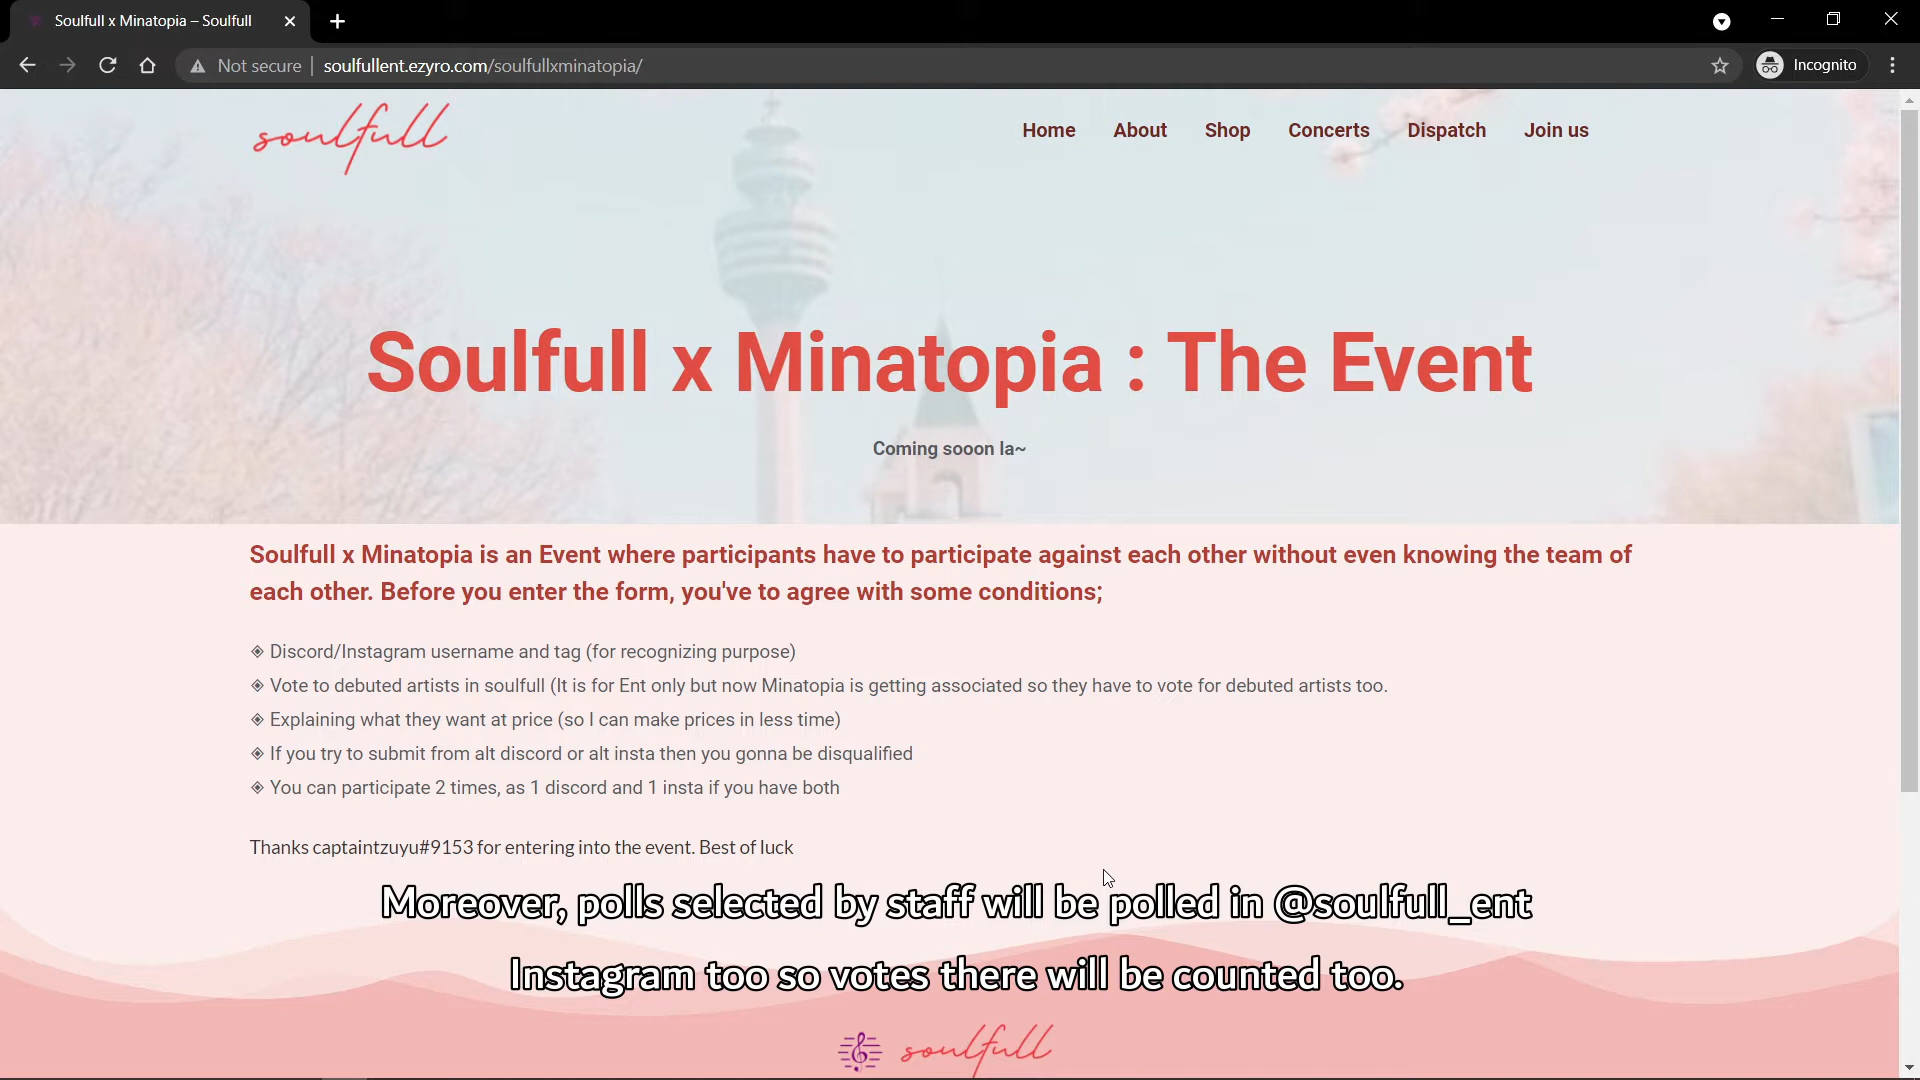 Soulfull x Minatopia – Soulfull
Not secure
soulfullent.ezyro.com/soulfullxminatopia/
Incognito
soulfull
Home
About
Shop
Concerts
Dispatch
Join us
Soulfull x Minatopia : The Event
Coming sooon la~
Soulfull x Minatopia is an Event where participants have to participate against each other without even knowing the team of
each other. Before you enter the form, you've to agree with some conditions;
◈ Discord/Instagram username and tag (for recognizing purpose)
◈ Vote to debuted artists in soulfull (It is for Ent only but now Minatopia is getting associated so they have to vote for debuted artists too.
◈ Explaining what they want at price (so I can make prices in less time)
◈ If you try to submit from alt discord or alt insta then you gonna be disqualified
◈ You can participate 2 times, as 1 discord and 1 insta if you have both
Thanks captaintzuyu#9153 for entering into the event. Best of luck
Moreover, polls selected by staff will be polled in @soulfull_ent
Instagram too so votes there will be counted too.
soulfull